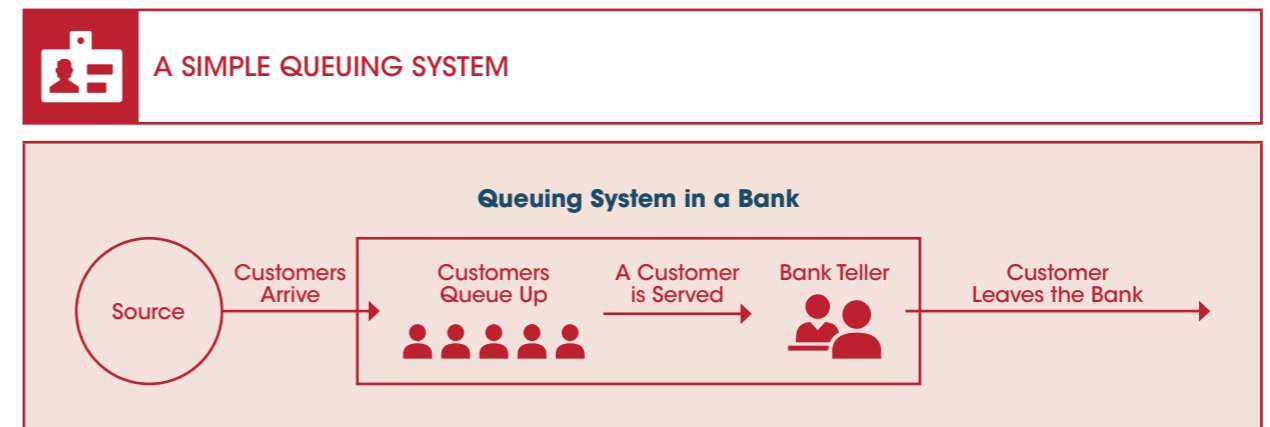 A SIMPLE QUEUING SYSTEM
Queuing System in a Bank
Source
Customers
Arrive
Customers
Queue Up
A Customer
is Served
Bank Teller
Customer
Leaves the Bank